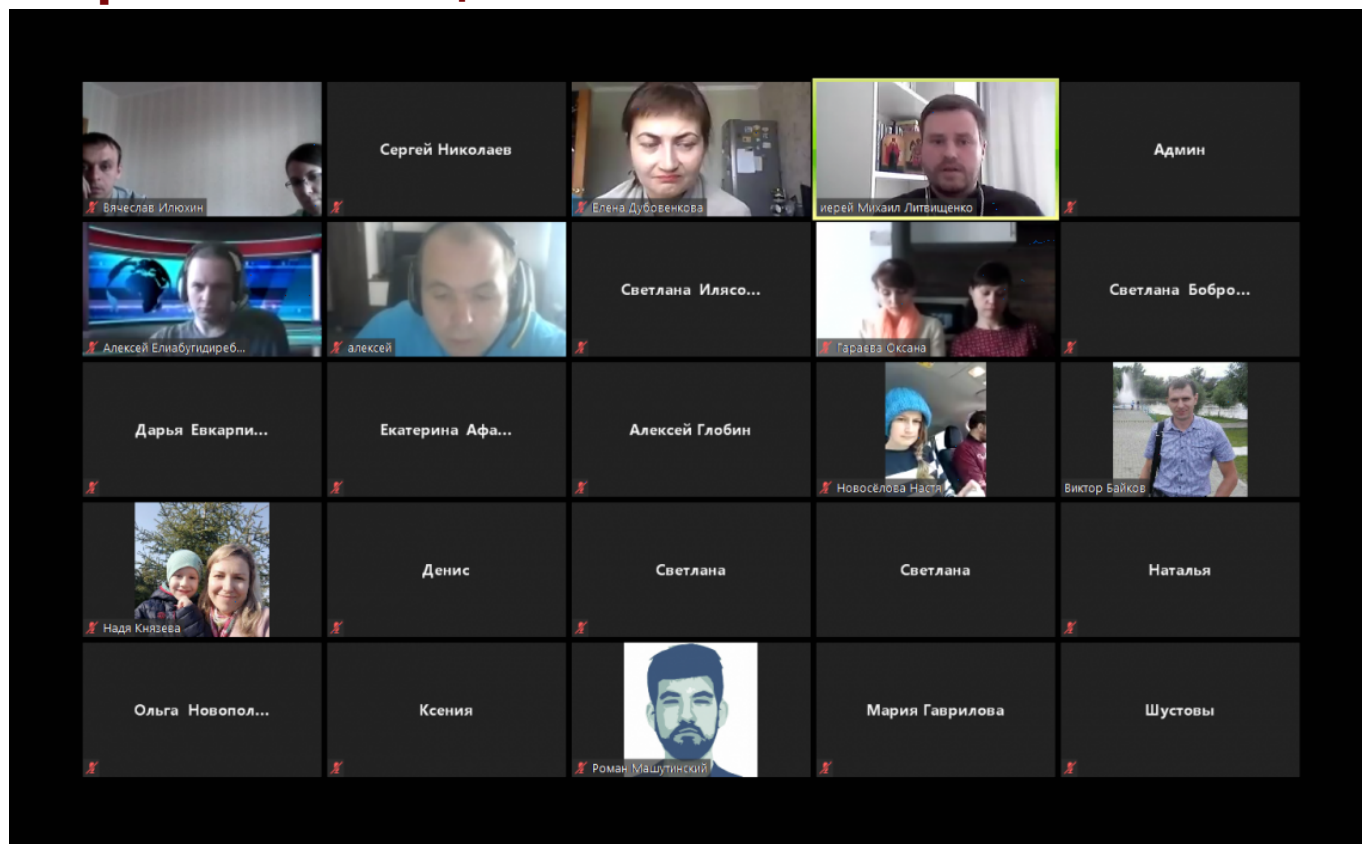 Вячеслав Илюхин
Сергей Николаев
Елена Дубовенкова
иерей Михаил Литвищенко
Админ
Алексей Елиабугидиреб...
алексей
Светлана Илясо...
Гараева Оксана
Светлана Бобро...
Дарья Евкарпи...
Екатерина Афа...
Алексей Глобин
Новосёлова Настя
Виктор Байков
Надя Князева
Денис
Светлана
Светлана
Наталья
Ольга Новопол...
Ксения
Роман Машутинский
Мария Гаврилова
Шустовы